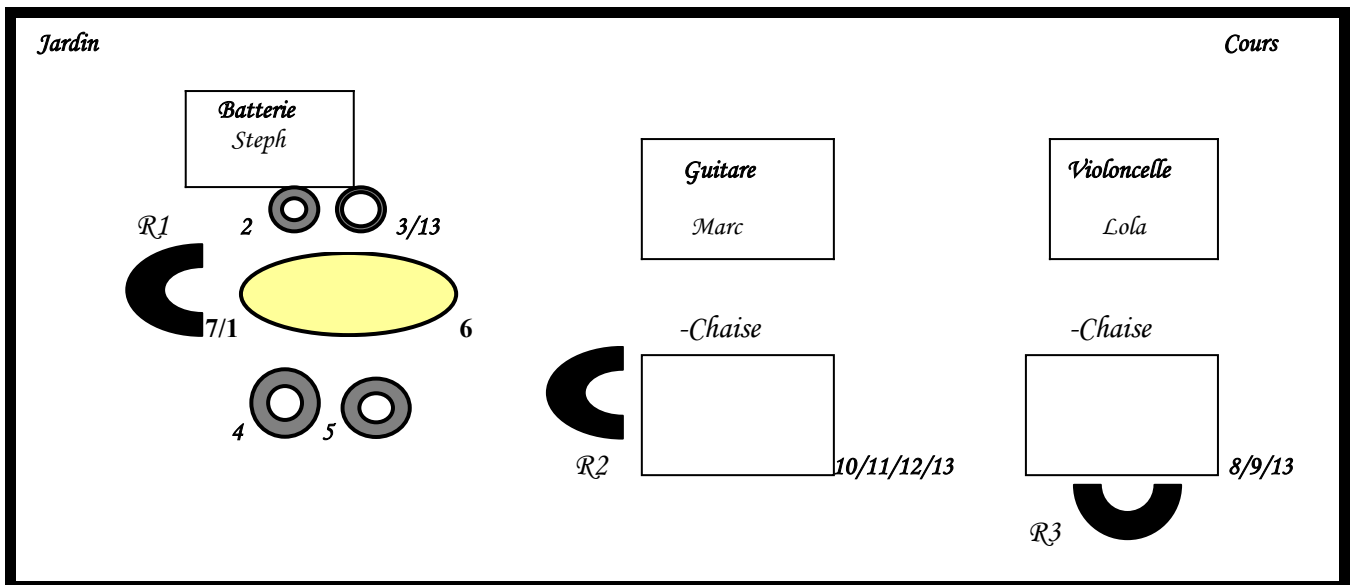 Jardin
Cours
Batterie
Steph
Guitare
Marc
Violoncelle
Lola
R1
2
3/13
7/1
6
-Chaise
-Chaise
4
5
R2
10/11/12/13
8/9/13
R3